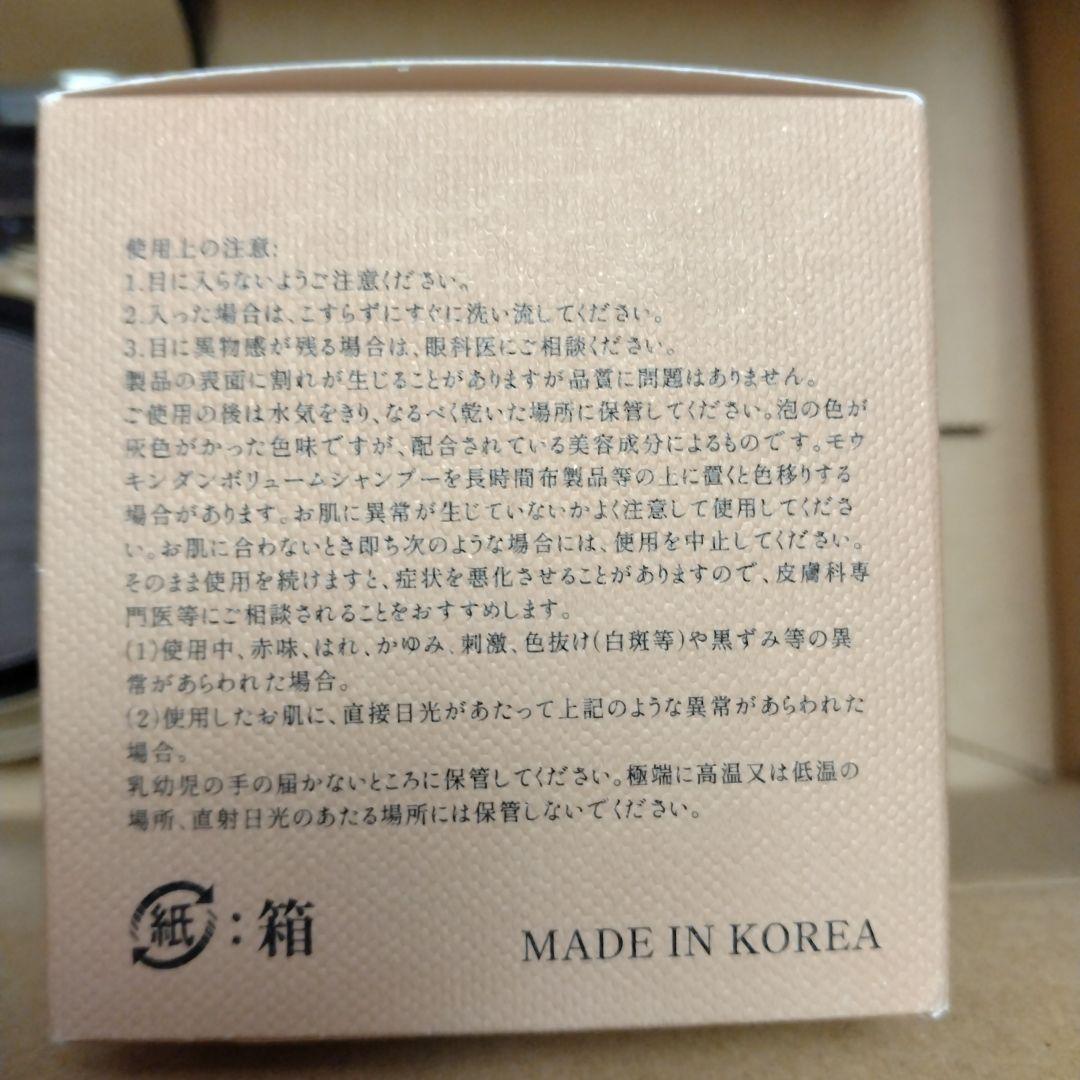 使用上の注意:
1.目に入らないようご注意ください。
2.入った場合は、こすらずにすぐに洗い流してください。
3.目に異物感が残る場合は、眼科医にご相談ください。
製品の表面に割れが生じることがありますが品質に問題はありません。
ご使用の後は水気をきり、なるべく乾いた場所に保管してください。泡の色が
灰色がかった色味ですが、配合されている美容成分によるものです。モウ
キンダンボリュームシャンプーを長時間布製品等の上に置くと色移りする
場合があります。お肌に異常が生じていないかよく注意して使用してくださ
い。お肌に合わないとき即ち次のような場合には、使用を中止してください。
そのまま使用を続けますと、症状を悪化させることがありますので、皮膚科専
門医等にご相談されることをおすすめします。
(1)使用中、赤味、はれ、かゆみ、刺激、色抜け(白斑等)や黒ずみ等の異
常があらわれた場合。
(2)使用したお肌に、直接日光があたって上記のような異常があらわれた
場合。
乳幼児の手の届かないところに保管してください。極端に高温又は低温の
場所、直射日光のあたる場所には保管しないでください。
紙:箱
MADE IN KOREA